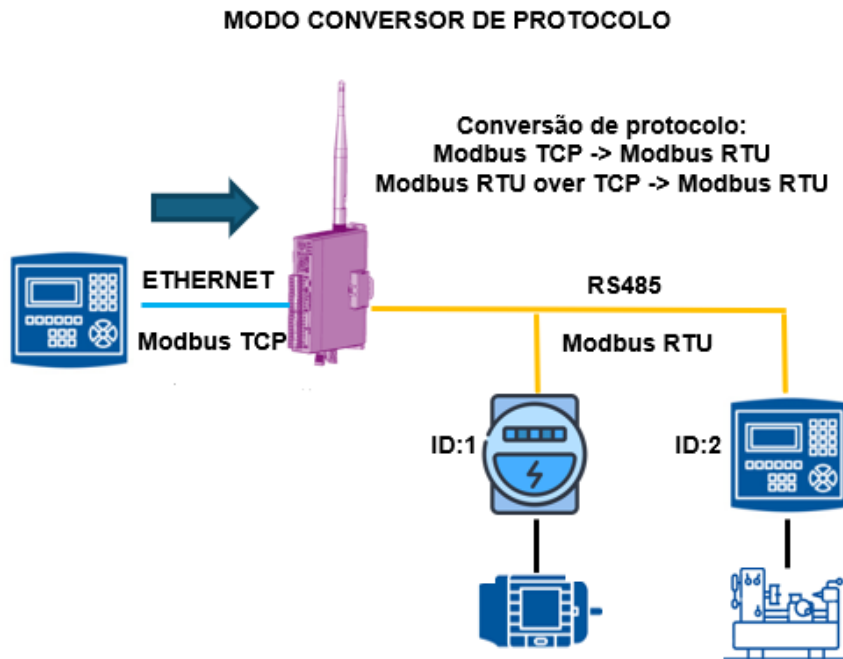 MODO CONVERSOR DE PROTOCOLO
Conversão de protocolo:
Modbus TCP -> Modbus RTU
Modbus RTU over TCP -> Modbus RTU
ETHERNET
Modbus TCP
RS485
Modbus RTU
ID:1
ID:2